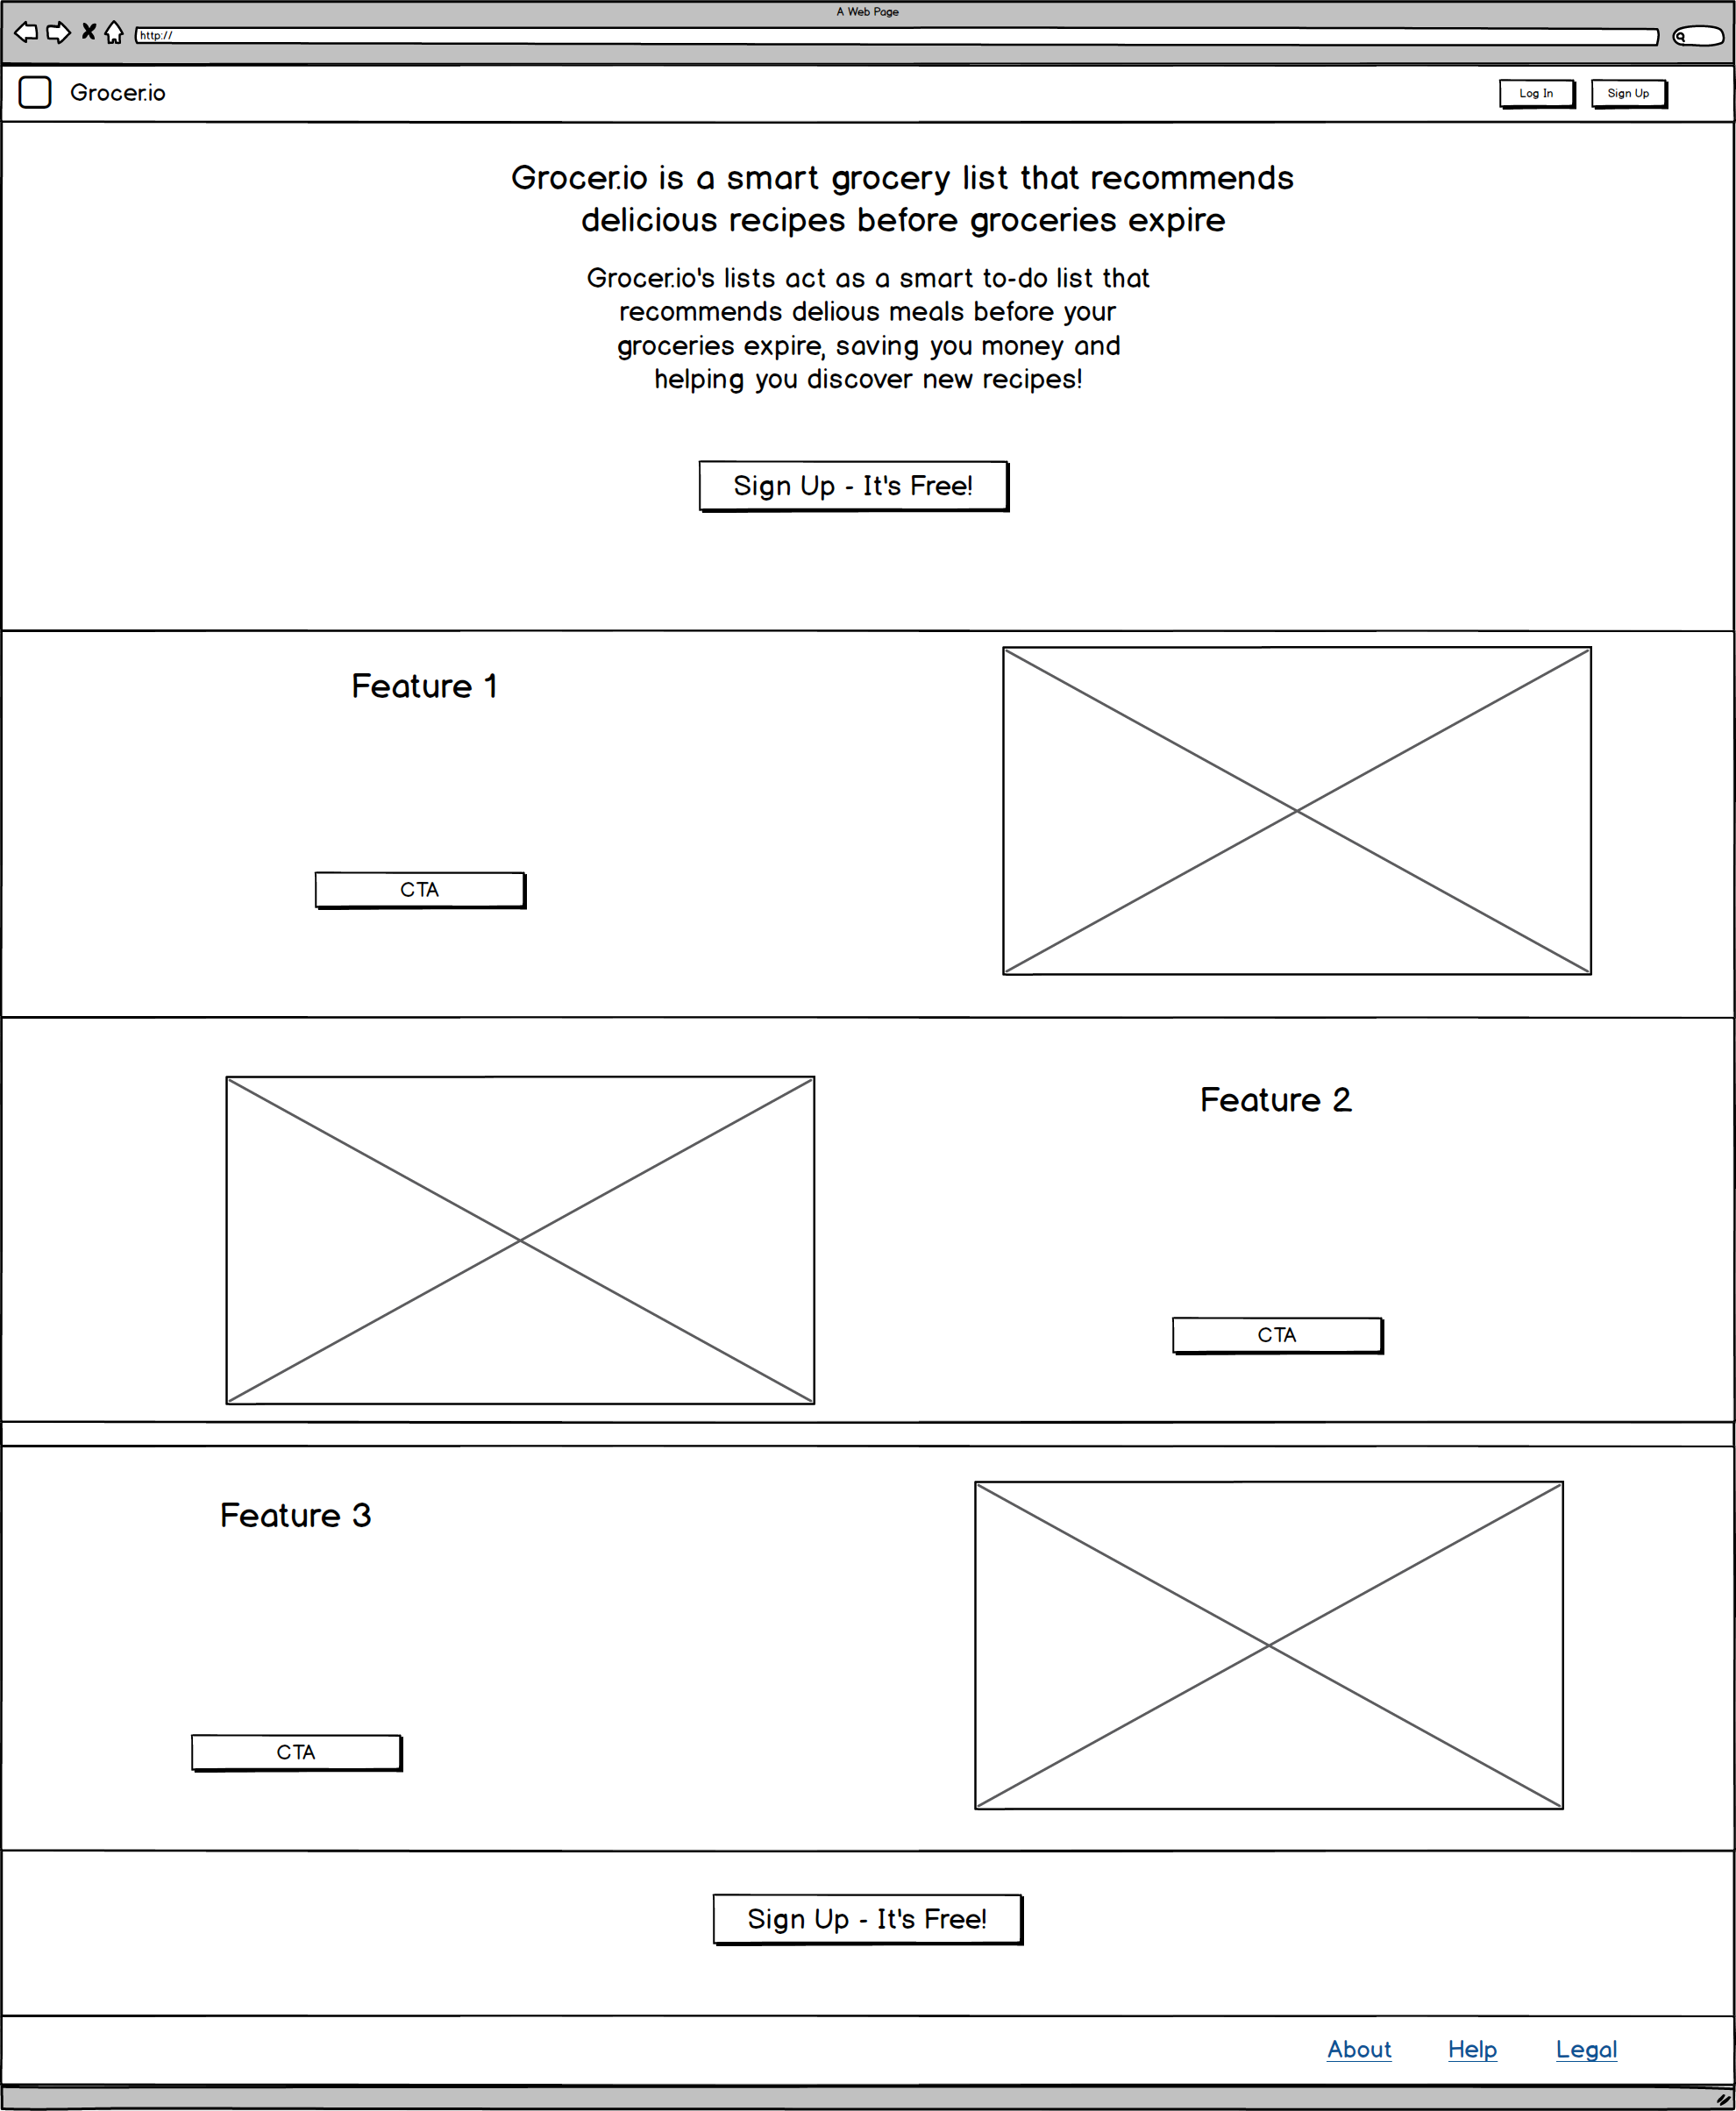 A Web Page
http://
Grocer.io
Log In
Sign Up
Grocer.io is a smart grocery list that recommends
delicious recipes before groceries expire
Grocer.io's lists act as a smart to-do list that
recommends delious meals before your
groceries expire, saving you money and
helping you discover new recipes!
Sign Up - It's Free!
Feature 1
CTA
Feature 2
CTA
Feature 3
CTA
Sign Up - It's Free!
About Help Legal